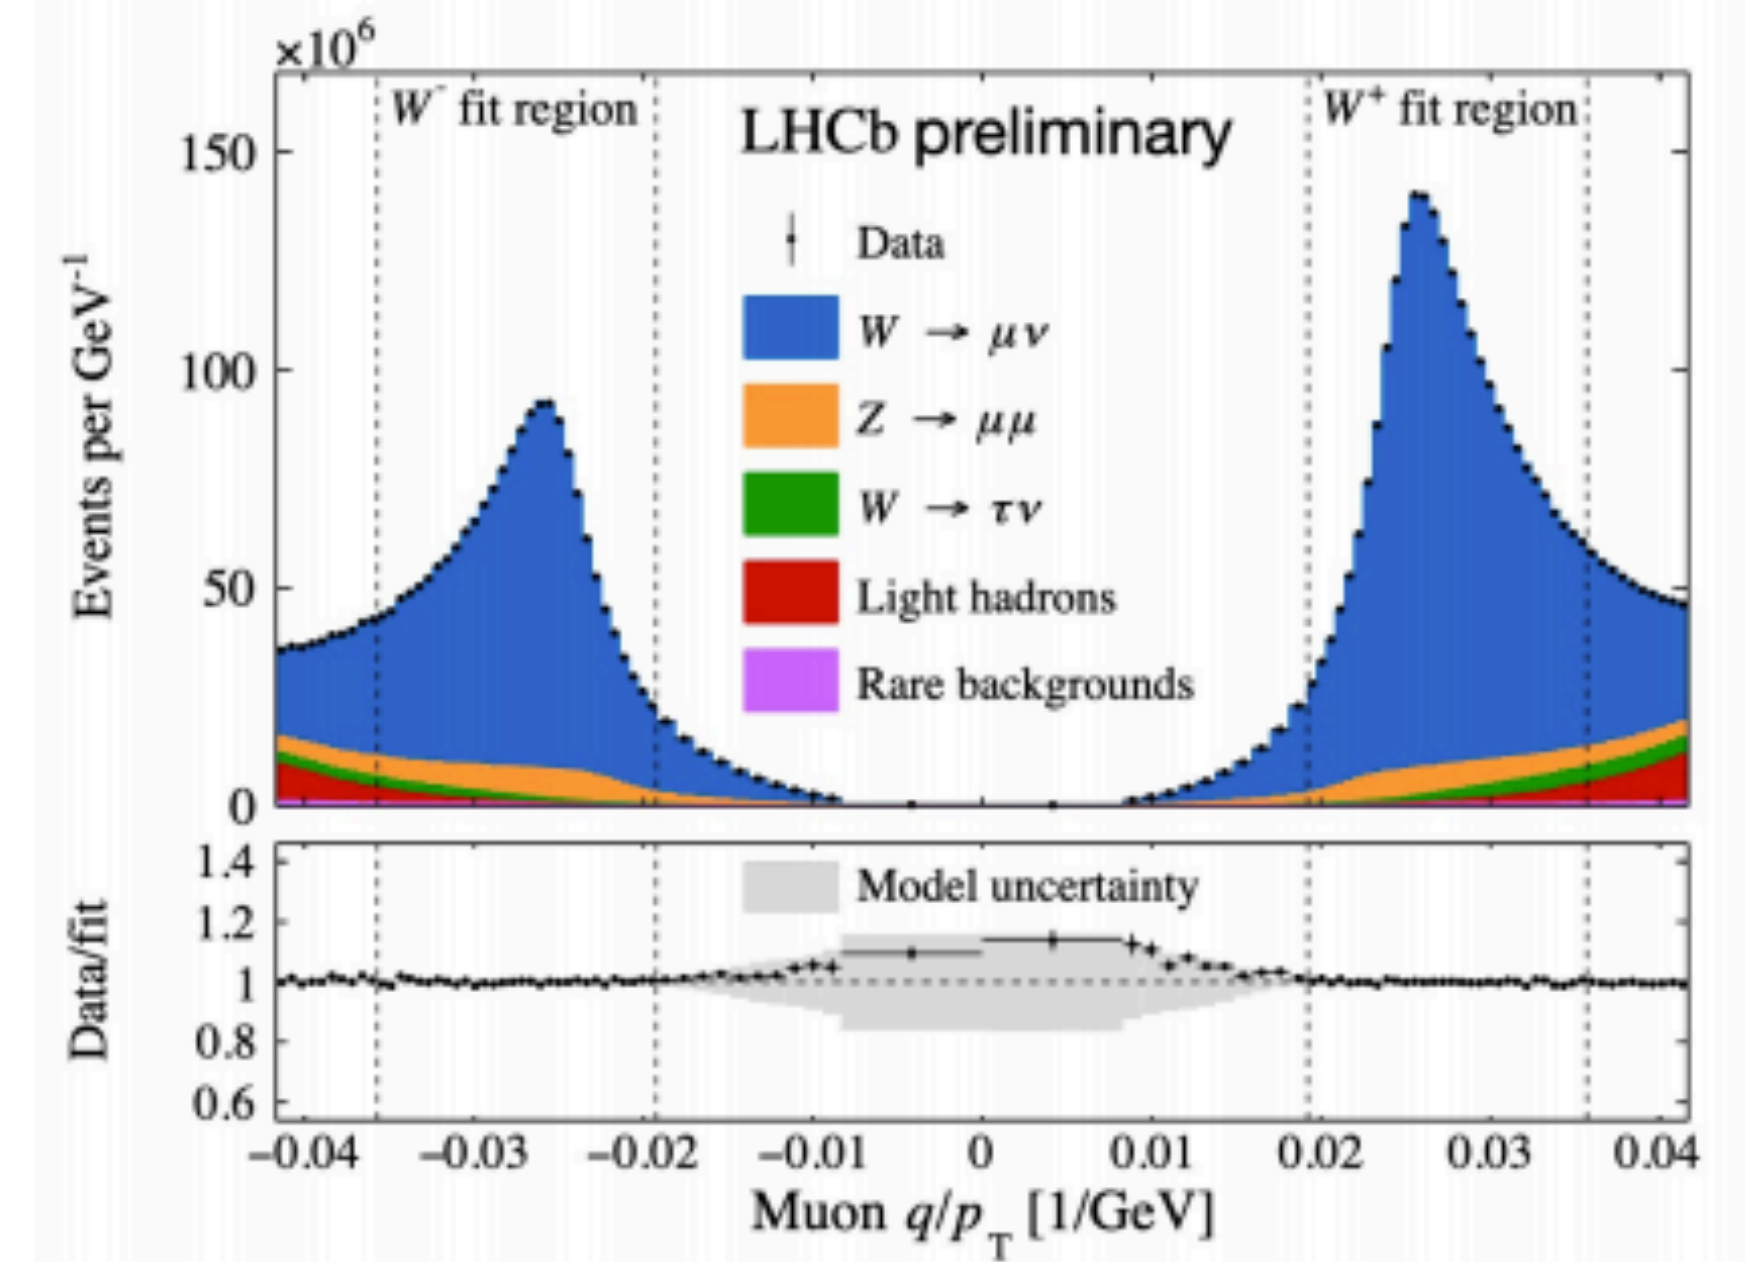 ×10⁶
W⁻ fit region
W⁺ fit region
LHCb preliminary
150
100
50
0
Events per GeV⁻¹
Data
W → μν
Z → μμ
W → τν
Light hadrons
Rare backgrounds
1.4
1.2
1
0.8
0.6
Data/fit
Model uncertainty
−0.04 −0.03 −0.02 −0.01 0 0.01 0.02 0.03 0.04
Muon q/p_T [1/GeV]